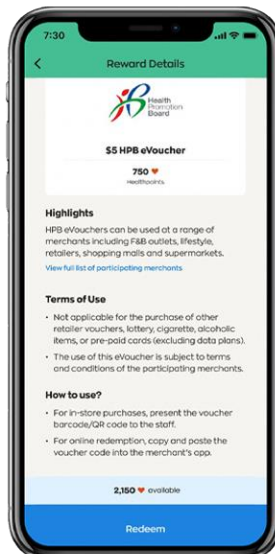 7:30
Reward Details
Health
Promotion
Board
$5 HPB eVoucher
750
Healthpoints
Highlights
HPB eVouchers can be used at a range of
merchants including F&B outlets, lifestyle,
retailers, shopping malls and supermarkets.
View full list of participating merchants
Terms of Use
• Not applicable for the purchase of other
retailer vouchers, lottery, cigarette, alcoholic
items, or pre-paid cards (excluding data plans).
• The use of this eVoucher is subject to terms
and conditions of the participating merchants.
How to use?
• For in-store purchases, present the voucher
barcode/QR code to the staff.
• For online redemption, copy and paste the
voucher code into the merchant's app.
2,150 available
Redeem